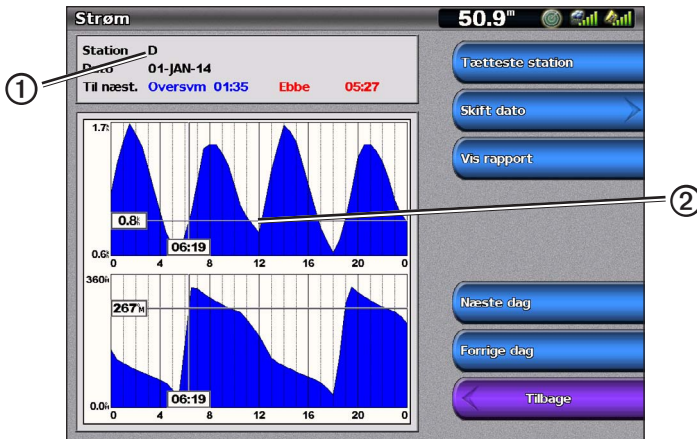 Strøm 50.9"
Station D
Dato 01-JAN-14
Til næst. Oversvm 01:35 Ebbe 05:27
Tætteste station
Skift dato
Vis rapport
Næste dag
Forrige dag
Tilbage
1
2
1.7
0.8
06:19
0.6
0 4 8 12 16 20 0
360
267°M
06:19
0.0
0 4 8 12 16 20 0